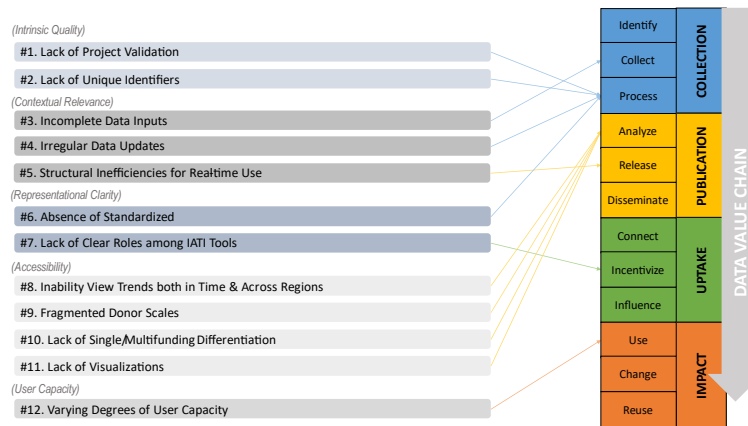 (Intrinsic Quality)
#1. Lack of Project Validation
#2. Lack of Unique Identifiers
(Contextual Relevance)
#3. Incomplete Data Inputs
#4. Irregular Data Updates
#5. Structural Inefficiencies for Real-time Use
(Representational Clarity)
#6. Absence of Standardized
#7. Lack of Clear Roles among IATI Tools
(Accessibility)
#8. Inability View Trends both in Time & Across Regions
#9. Fragmented Donor Scales
#10. Lack of Single/Multifunding Differentiation
#11. Lack of Visualizations
(User Capacity)
#12. Varying Degrees of User Capacity
Identify
Collect
Process
COLLECTION
Analyze
Release
Disseminate
PUBLICATION
Connect
Incentivize
Influence
UPTAKE
Use
Change
Reuse
IMPACT
DATA VALUE CHAIN